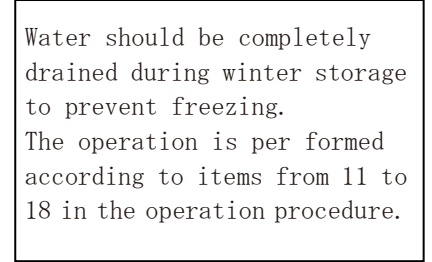 Water should be completely
drained during winter storage
to prevent freezing.
The operation is per formed
according to items from 11 to
18 in the operation procedure.